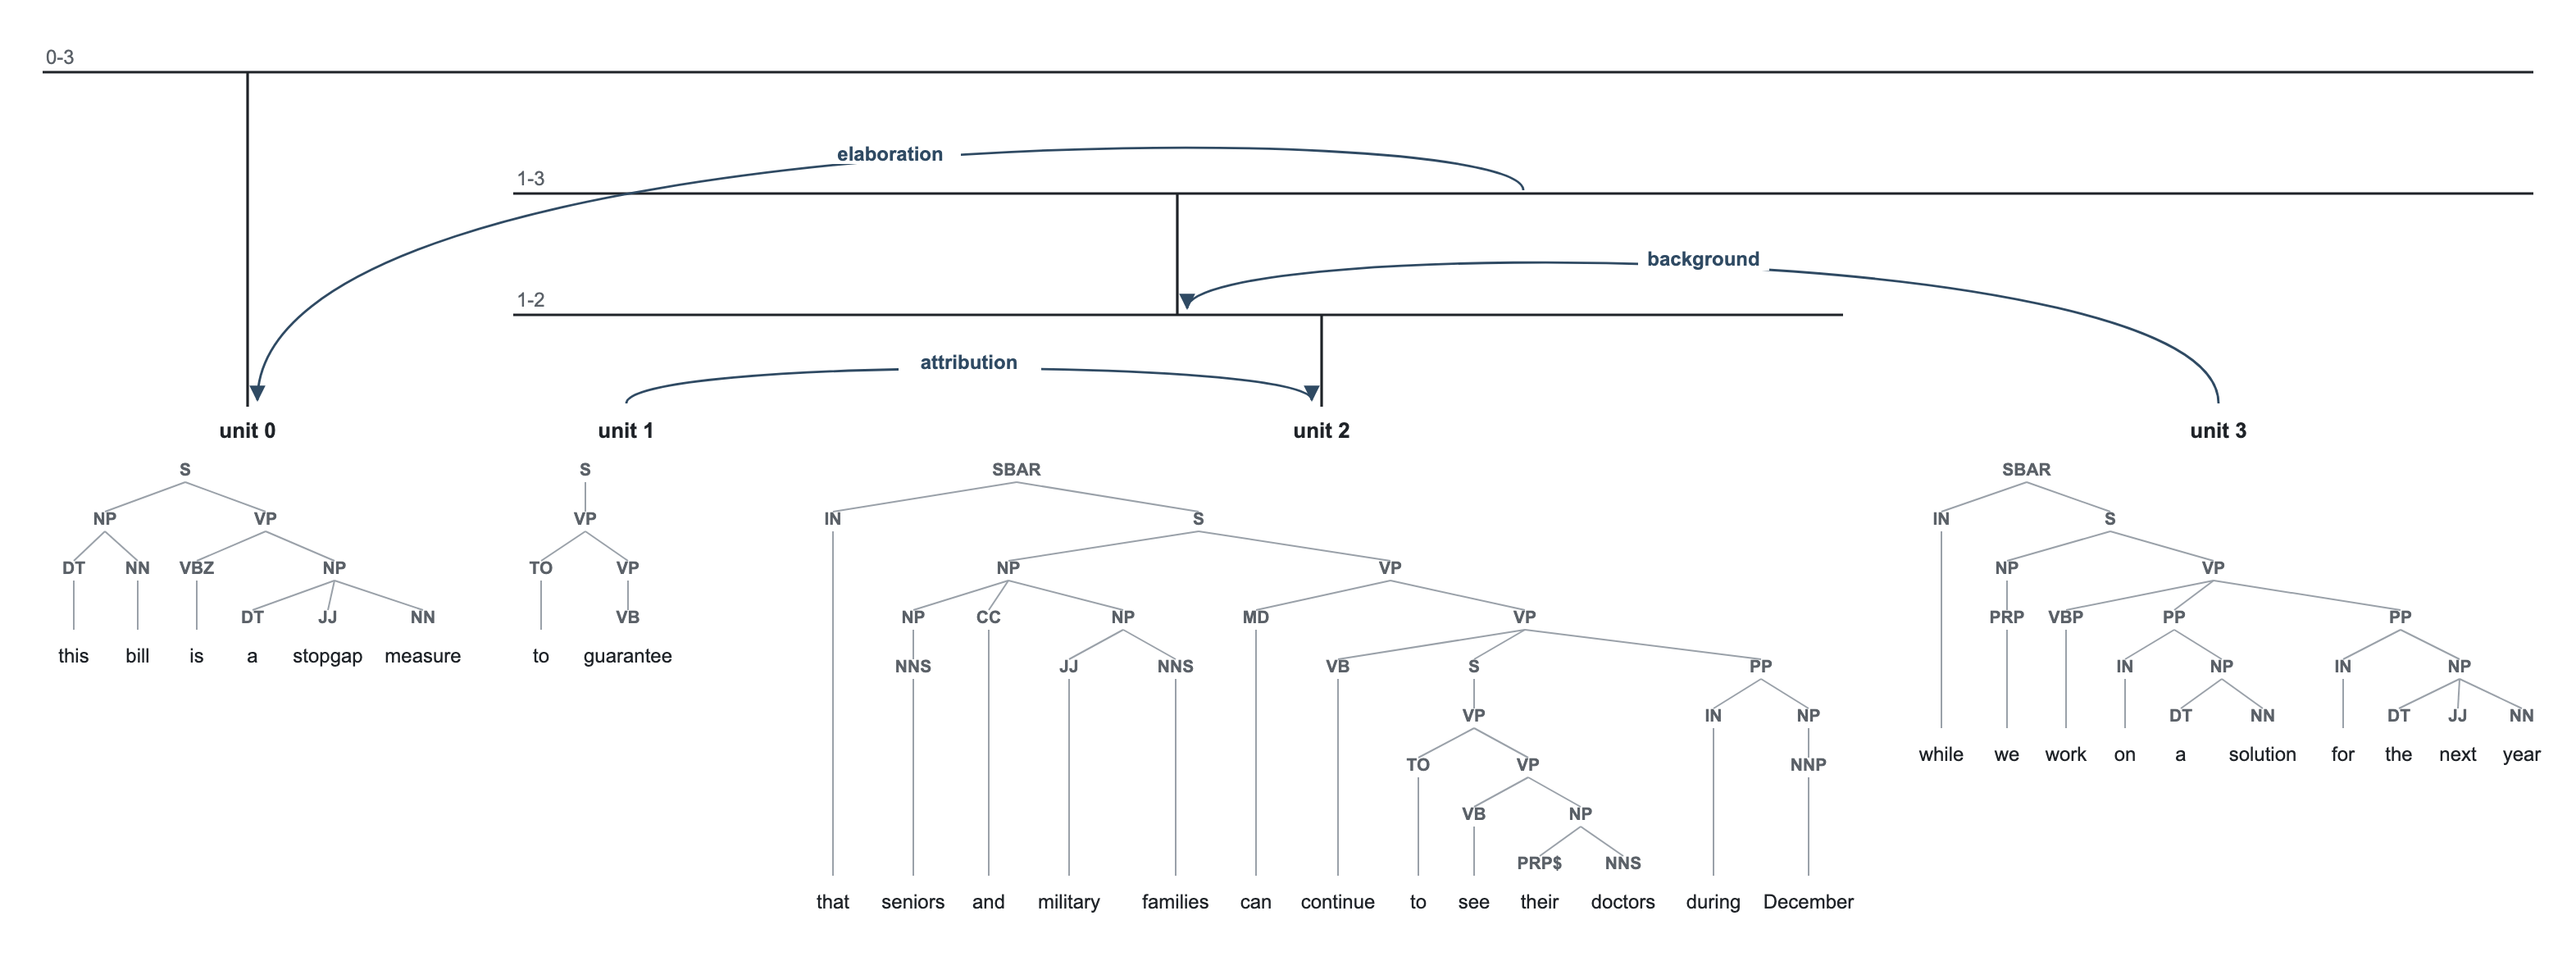 0-3
elaboration
1-3
background
1-2
attribution
unit 0 unit 1 unit 2 unit 3
S S SBAR SBAR
NP VP VP IN S IN S
DT NN VBZ NP TO VP NP VP NP VP
DT JJ NN VB NP CC NP MD VP PRP VBP PP PP
this bill is a stopgap measure to guarantee NNS JJ NNS VB S PP IN NP IN NP
VP IN NP DT NN DT JJ NN
while we work on a solution for the next year
TO VP NNP
VB NP
PRP$ NNS
that seniors and military families can continue to see their doctors during December